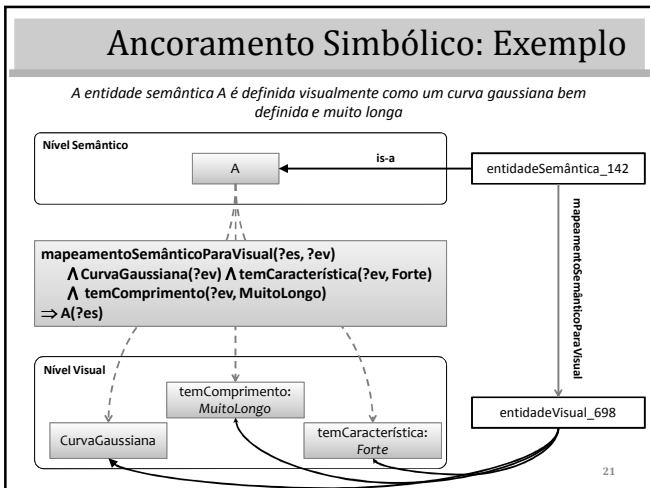 Ancoramento Simbólico: Exemplo
A entidade semântica A é definida visualmente como um curva gaussiana bem
definida e muito longa
Nível Semântico
A
is-a
entidadeSemântica_142
mapeamentoSemânticoParaVisual
mapeamentoSemânticoParaVisual(?es, ?ev)
∧ CurvaGaussiana(?ev) ∧ temCaracterística(?ev, Forte)
∧ temComprimento(?ev, MuitoLongo)
⇒ A(?es)
Nível Visual
temComprimento:
MuitoLongo
CurvaGaussiana
temCaracterística:
Forte
entidadeVisual_698
21